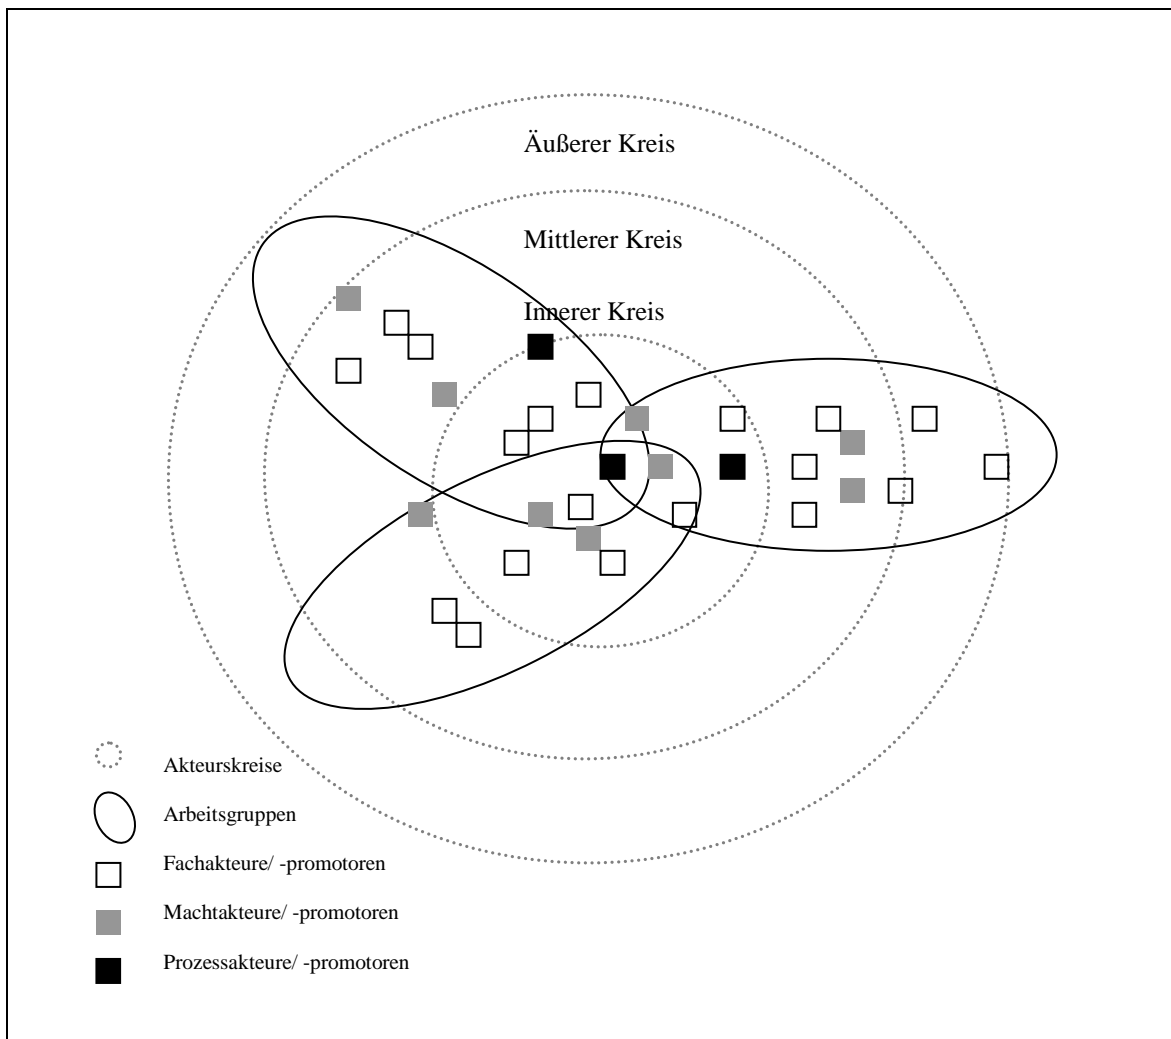 Äußerer Kreis
Mittlerer Kreis
Innerer Kreis
Akteurskreise
Arbeitsgruppen
Fachakteure/ -promotoren
Machtakteure/ -promotoren
Prozessakteure/ -promotoren